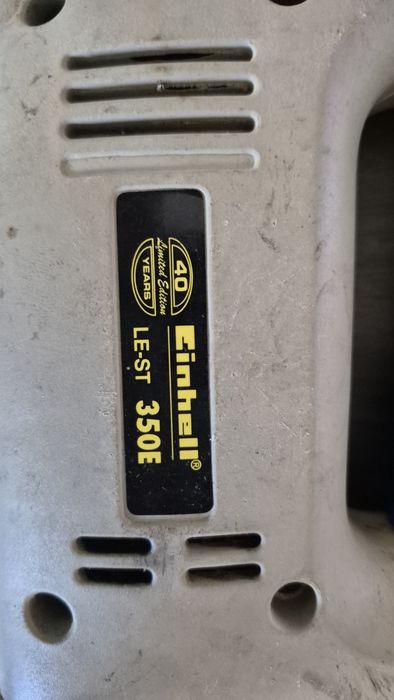 40
Limited Edition
YEARS
Einhell®
LE-ST 350E